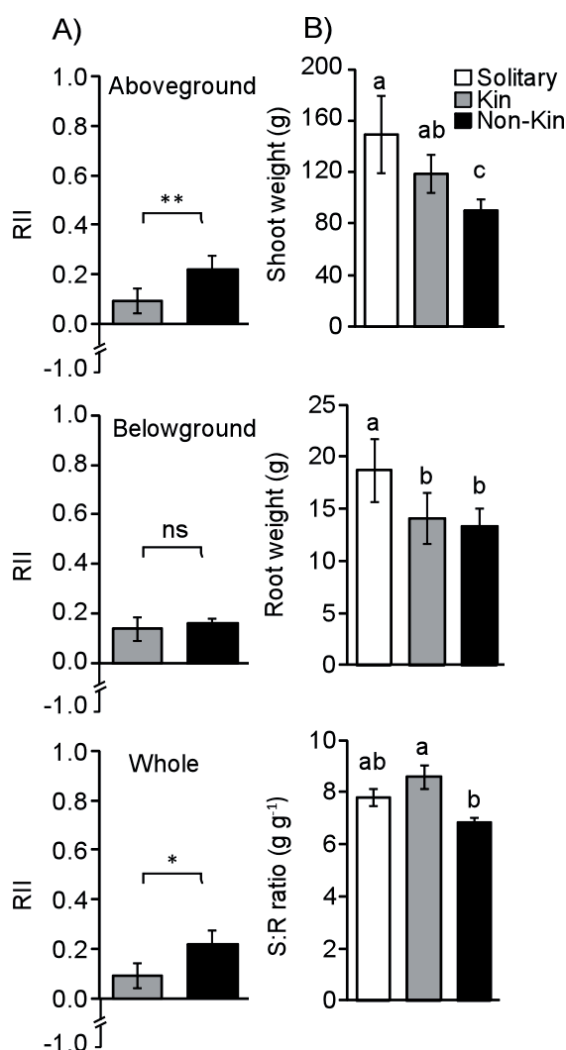 A)
B)
Aboveground
RII
1.0
0.8
0.6
0.4
0.2
0.0
-1.0
**
Shoot weight (g)
200
160
120
80
40
0
a
ab
c
Solitary
Kin
Non-Kin
Belowground
RII
1.0
0.8
0.6
0.4
0.2
0.0
-1.0
ns
Root weight (g)
25
20
15
10
5
0
a
b
b
Whole
RII
1.0
0.8
0.6
0.4
0.2
0.0
-1.0
*
S:R ratio (g g⁻¹)
10
8
6
4
2
0
ab
a
b